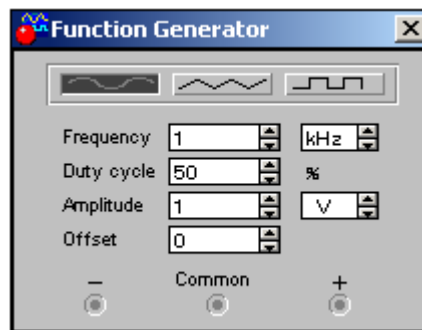 Function Generator
Frequency 1 kHz
Duty cycle 50 %
Amplitude 1 V
Offset 0
− Common +